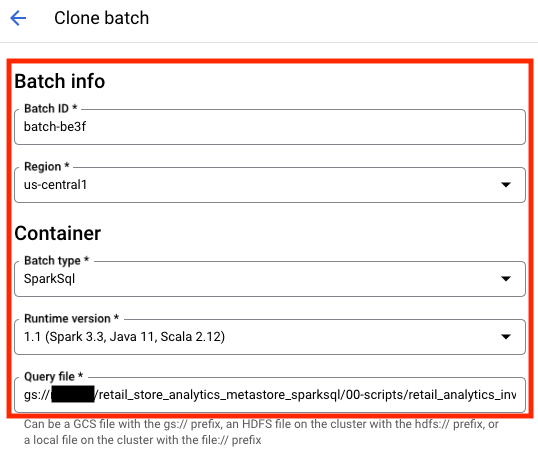 Clone batch
Batch info
Batch ID *
batch-be3f
Region *
us-central1
Container
Batch type *
SparkSql
Runtime version *
1.1 (Spark 3.3, Java 11, Scala 2.12)
Query file *
gs:// /retail_store_analytics_metastore_sparksql/00-scripts/retail_analytics_inv
Can be a GCS file with the gs:// prefix, an HDFS file on the cluster with the hdfs:// prefix, or
a local file on the cluster with the file:// prefix